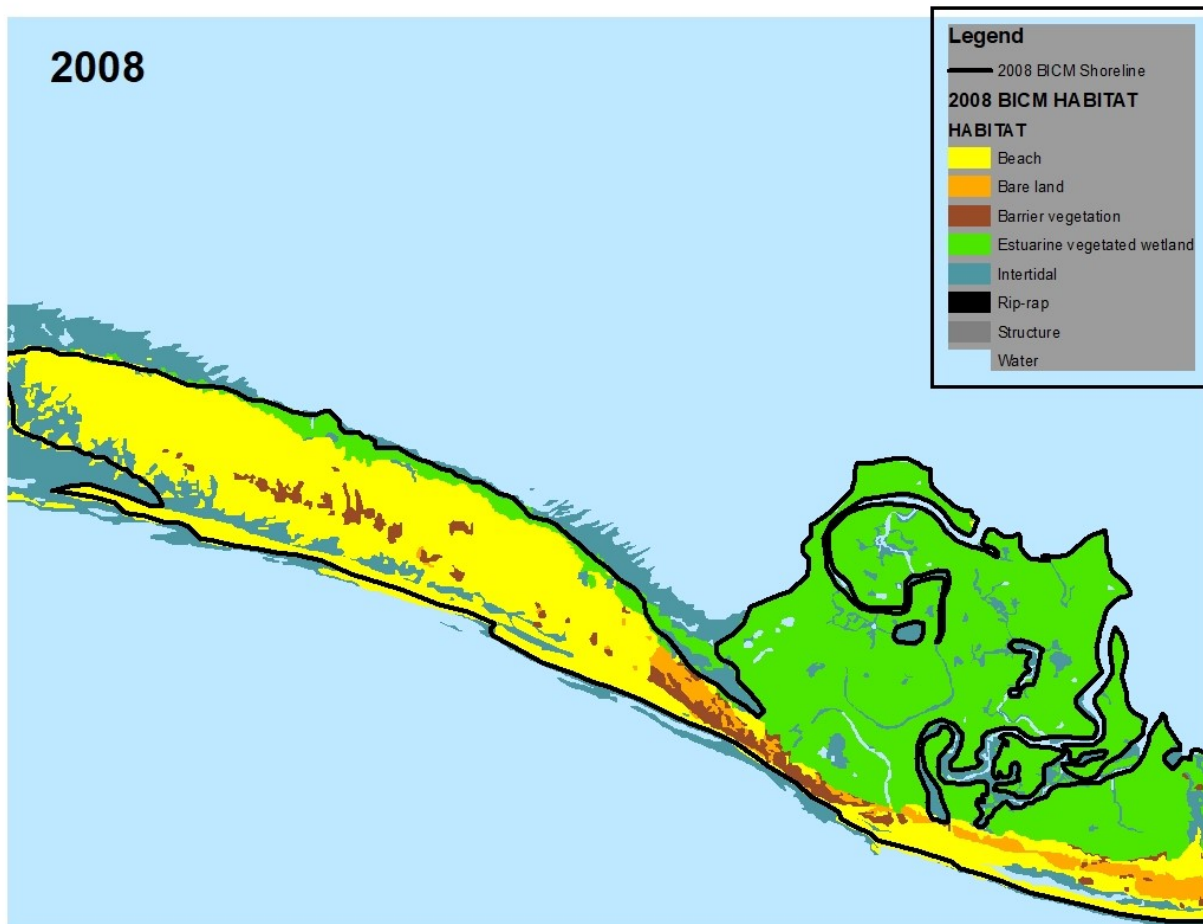 2008
Legend
2008 BICM Shoreline
2008 BICM HABITAT
HABITAT
Beach
Bare land
Barrier vegetation
Estuarine vegetated wetland
Intertidal
Rip-rap
Structure
Water